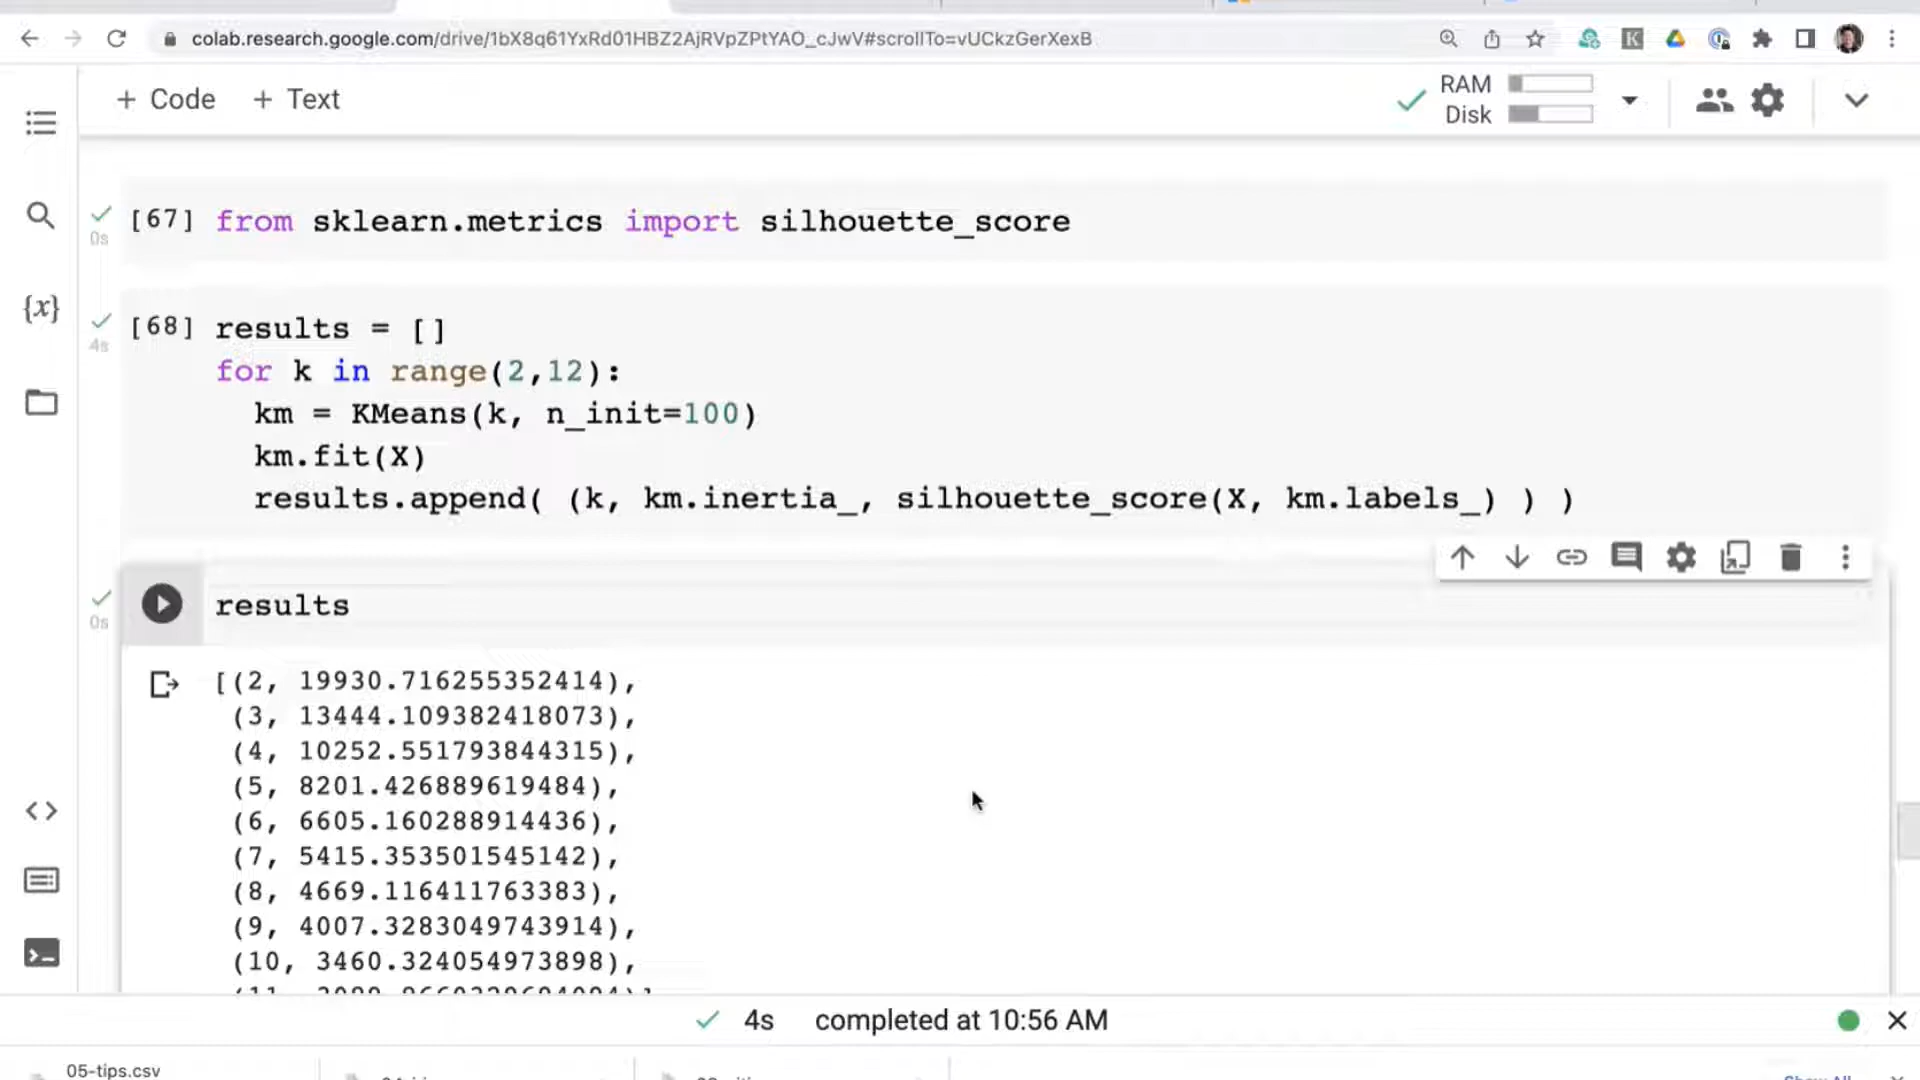 colab.research.google.com/drive/1bX8q61YxRd01HBZ2AjRVpZPtYAO_cJwV#scrollTo=vUCkzGerXexB
+ Code + Text
RAM
Disk
[67] from sklearn.metrics import silhouette_score
0s
[68] results = []
4s
for k in range(2,12):
km = KMeans(k, n_init=100)
km.fit(X)
results.append( (k, km.inertia_, silhouette_score(X, km.labels_) ) )
results
0s
[(2, 19930.716255352414),
(3, 13444.109382418073),
(4, 10252.551793844315),
(5, 8201.426889619484),
(6, 6605.160288914436),
(7, 5415.353501545142),
(8, 4669.116411763383),
(9, 4007.3283049743914),
(10, 3460.324054973898),
4s completed at 10:56 AM
05-tips.csv